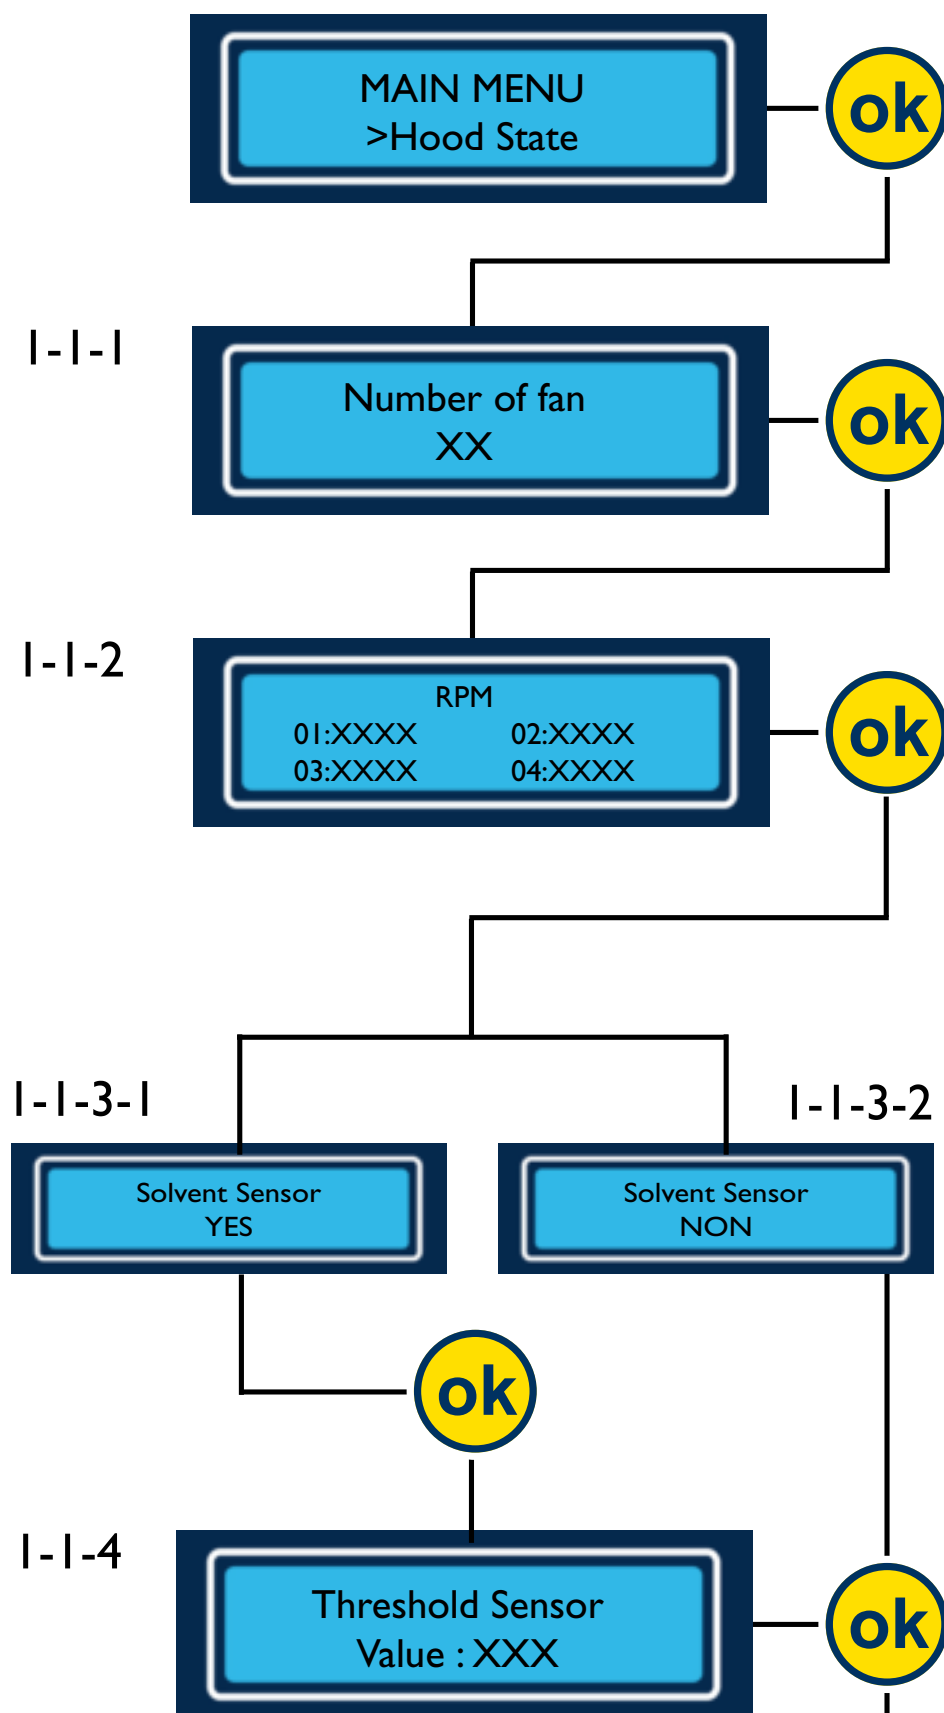 MAIN MENU
>Hood State
ok
1-1-1
Number of fan
XX
ok
1-1-2
RPM
01:XXXX 02:XXXX
03:XXXX 04:XXXX
ok
1-1-3-1
1-1-3-2
Solvent Sensor
YES
Solvent Sensor
NON
ok
1-1-4
Threshold Sensor
Value : XXX
ok